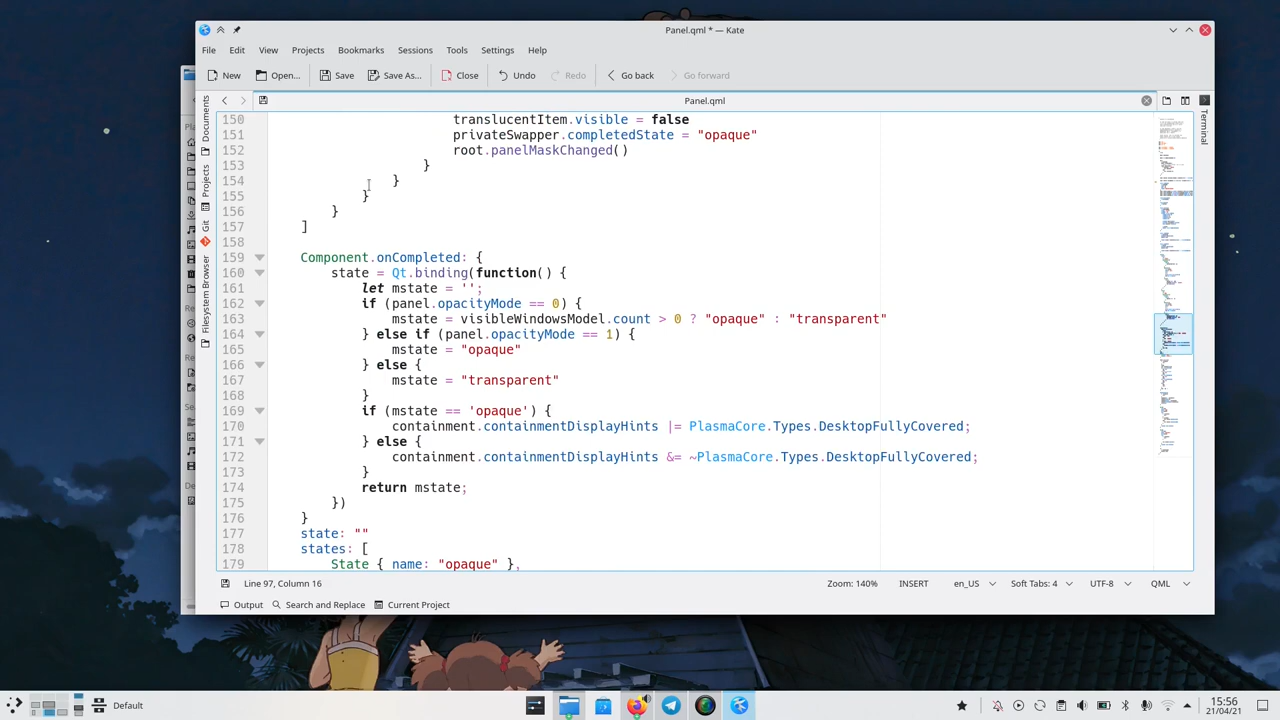 Panel.qml * — Kate
File Edit View Projects Bookmarks Sessions Tools Settings Help
New Open... Save Save As... Close Undo Redo Go back Go forward
Panel.qml
Documents
Projects
Git
Filesystem Browser
Terminal
150 translucentItem.visible = false
151 privateSwapper.completedState = "opaque"
152 root.panelMaskChanged()
153 }
154 }
155 }
156 }
157 ]
158
159 Component.onCompleted: {
160 state = Qt.binding(function() {
161 let mstate = '';
162 if (panel.opacityMode == 0) {
163 mstate = visibleWindowsModel.count > 0 ? "opaque" : "transparent"
164 } else if (panel.opacityMode == 1) {
165 mstate = "opaque"
166 } else {
167 mstate = "transparent"
168 }
169 if (mstate == 'opaque') {
170 containment.containmentDisplayHints |= PlasmaCore.Types.DesktopFullyCovered;
171 } else {
172 containment.containmentDisplayHints &= ~PlasmaCore.Types.DesktopFullyCovered;
173 }
174 return mstate;
175 })
176 }
177 state: ""
178 states: [
179 State { name: "opaque" },
Line 97, Column 16 Zoom: 140% INSERT en_US Soft Tabs: 4 UTF-8 QML
Output Search and Replace Current Project
Default
15:56
21/04/21